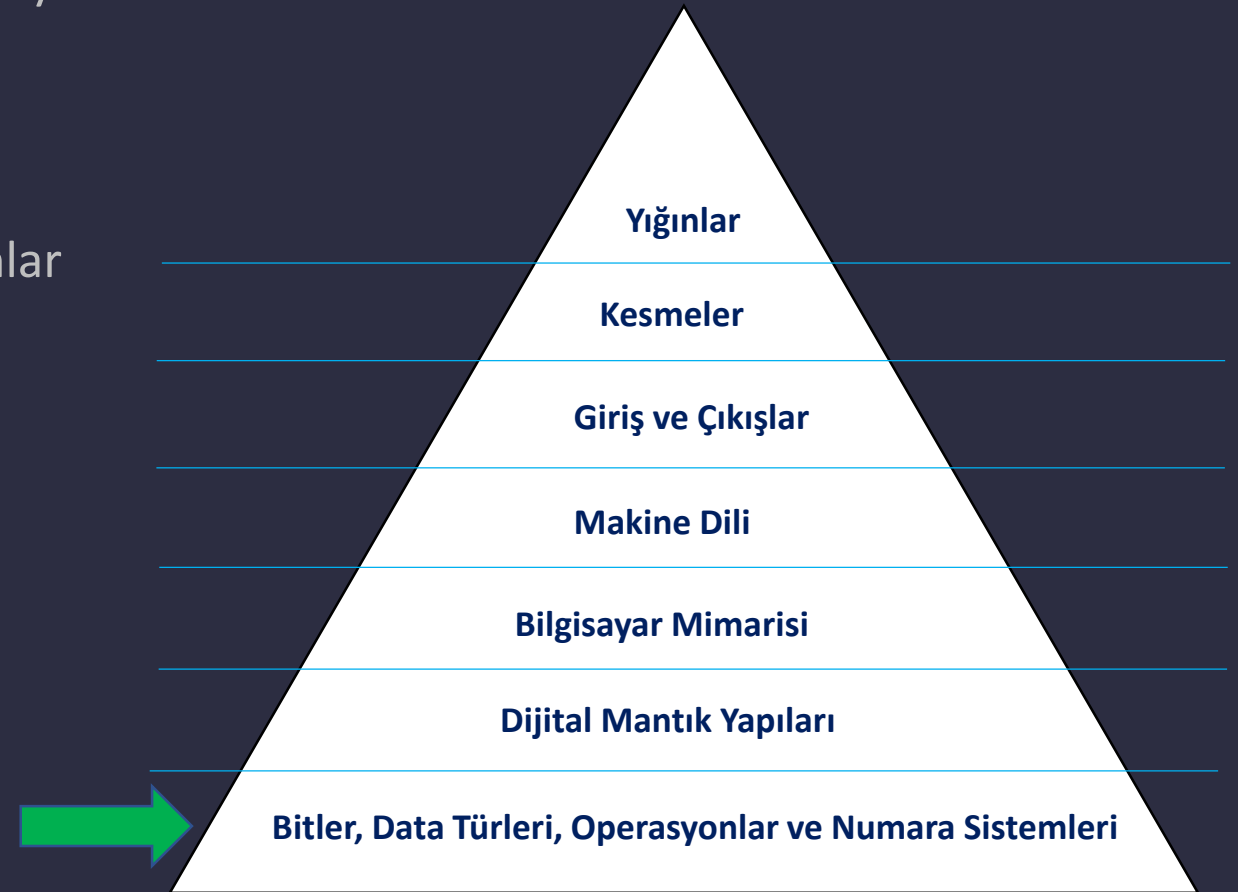 Yığınlar
Kesmeler
Giriş ve Çıkışlar
Makine Dili
Bilgisayar Mimarisi
Dijital Mantık Yapıları
Bitler, Data Türleri, Operasyonlar ve Numara Sistemleri